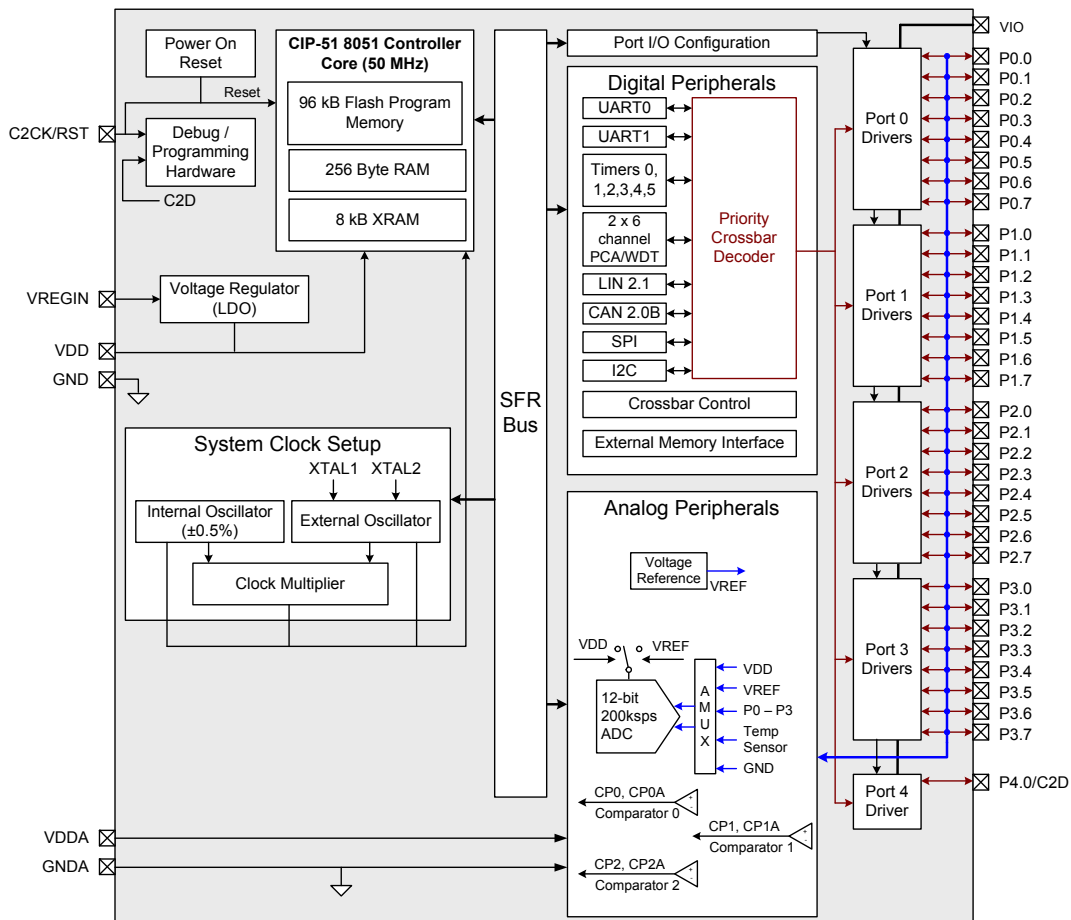 Power On
Reset
Reset
C2CK/RST
Debug /
Programming
Hardware
C2D
CIP-51 8051 Controller
Core (50 MHz)
96 kB Flash Program
Memory
256 Byte RAM
8 kB XRAM
VREGIN
Voltage Regulator
(LDO)
VDD
GND
System Clock Setup
XTAL1
XTAL2
Internal Oscillator
(±0.5%)
External Oscillator
Clock Multiplier
VDDA
GNDA
SFR
Bus
Port I/O Configuration
Digital Peripherals
UART0
UART1
Timers 0,
1,2,3,4,5
2 x 6
channel
PCA/WDT
LIN 2.1
CAN 2.0B
SPI
I2C
Priority
Crossbar
Decoder
Crossbar Control
External Memory Interface
Analog Peripherals
Voltage
Reference
VREF
VDD
VREF
12-bit
200ksps
ADC
A
M
U
X
VDD
VREF
P0 – P3
Temp
Sensor
GND
CP0, CP0A
+
-
Comparator 0
CP1, CP1A
+
-
Comparator 1
CP2, CP2A
+
-
Comparator 2
Port 0
Drivers
Port 1
Drivers
Port 2
Drivers
Port 3
Drivers
Port 4
Driver
VIO
P0.0
P0.1
P0.2
P0.3
P0.4
P0.5
P0.6
P0.7
P1.0
P1.1
P1.2
P1.3
P1.4
P1.5
P1.6
P1.7
P2.0
P2.1
P2.2
P2.3
P2.4
P2.5
P2.6
P2.7
P3.0
P3.1
P3.2
P3.3
P3.4
P3.5
P3.6
P3.7
P4.0/C2D